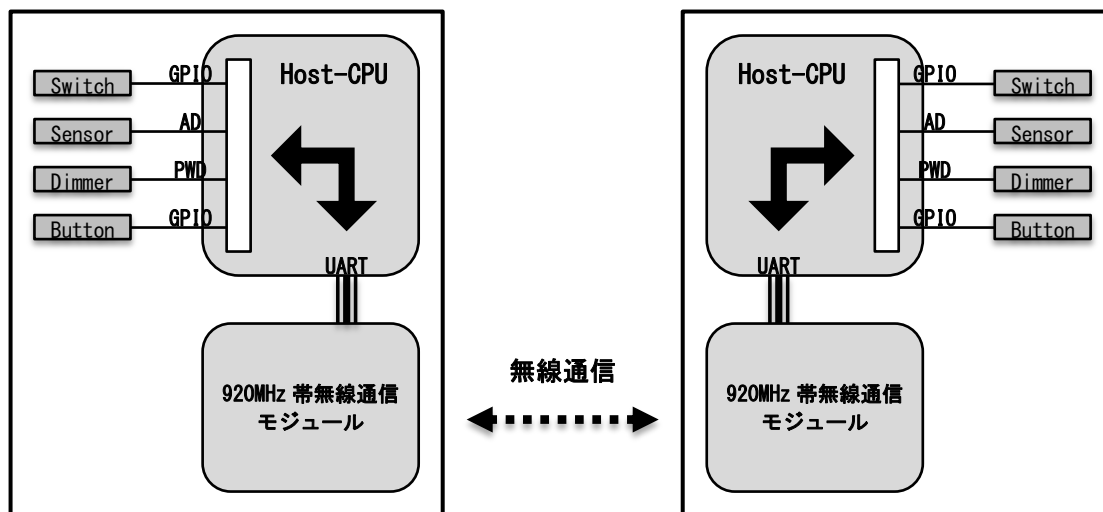 Host-CPU
Switch
GPIO
Sensor
AD
Dimmer
PWD
Button
GPIO
UART
920MHz 帯無線通信
モジュール
無線通信
Host-CPU
GPIO
Switch
AD
Sensor
PWD
Dimmer
GPIO
Button
UART
920MHz 帯無線通信
モジュール